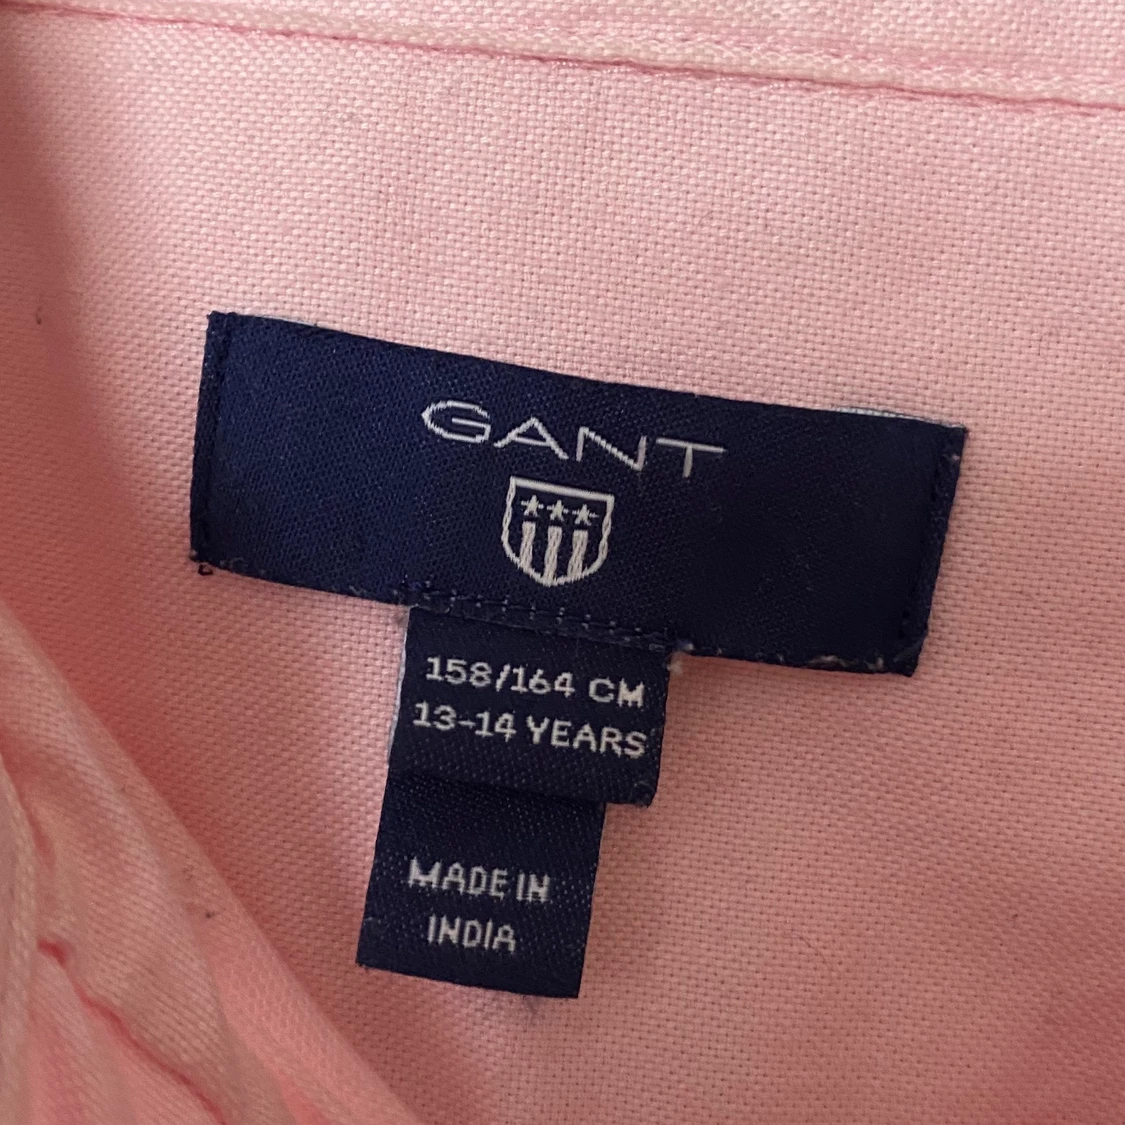 GANT
158/164 CM
13-14 YEARS
MADE IN
INDIA